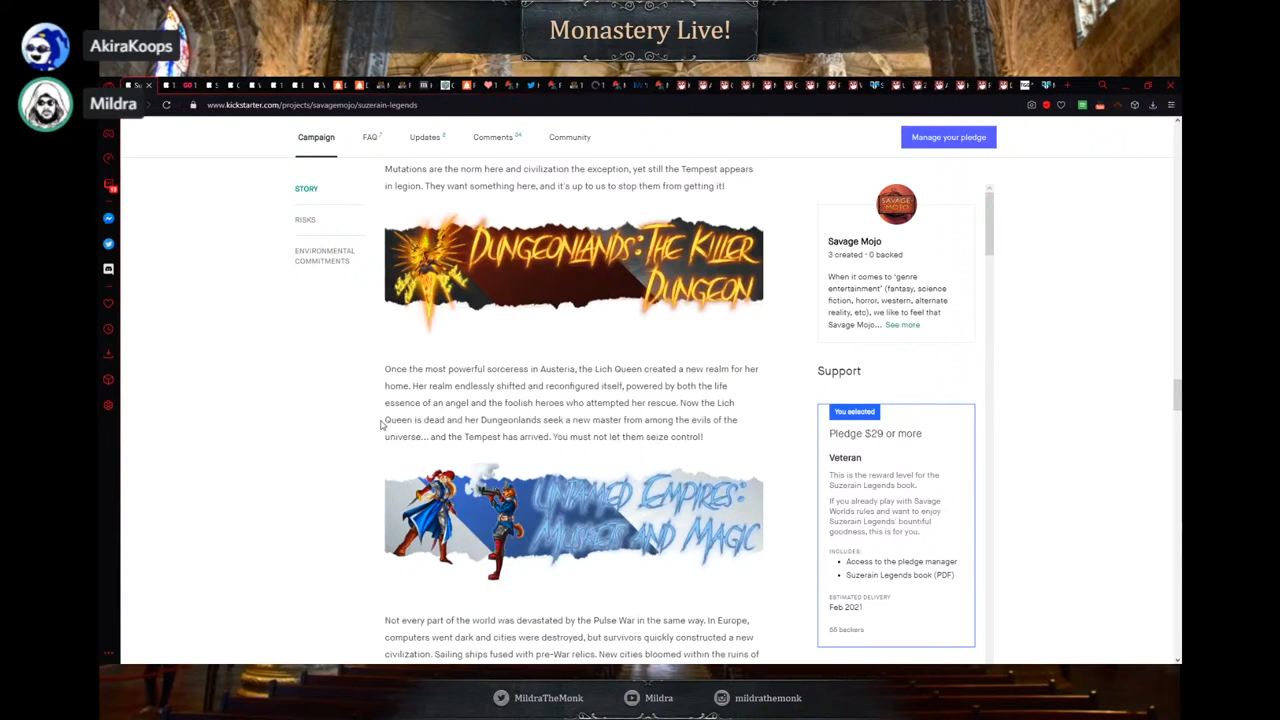 Monastery Live!
AkiraKoops
Mildra
www.kickstarter.com/projects/savagemojo/suzerain-legends
Campaign
FAQ 7
Updates 2
Comments 24
Community
Manage your pledge
STORY
RISKS
ENVIRONMENTAL
COMMITMENTS
Mutations are the norm here and civilization the exception, yet still the Tempest appears
in legion. They want something here, and it's up to us to stop them from getting it!
DUNGEONLANDS: THE KILLER
DUNGEON
Once the most powerful sorceress in Austeria, the Lich Queen created a new realm for her
home. Her realm endlessly shifted and reconfigured itself, powered by both the life
essence of an angel and the foolish heroes who attempted her rescue. Now the Lich
Queen is dead and her Dungeonlands seek a new master from among the evils of the
universe... and the Tempest has arrived. You must not let them seize control!
UNTAMED EMPIRES:
MUSKETS AND MAGIC
Not every part of the world was devastated by the Pulse War in the same way. In Europe,
computers went dark and cities were destroyed, but survivors quickly constructed a new
civilization. Sailing ships fused with pre-War relics. New cities bloomed within the ruins of
SAVAGE
MOJO
Savage Mojo
3 created · 0 backed
When it comes to 'genre
entertainment' (fantasy, science
fiction, horror, western, alternate
reality, etc), we like to feel that
Savage Mojo... See more
Support
You selected
Pledge $29 or more
Veteran
This is the reward level for the
Suzerain Legends book.
If you already play with Savage
Worlds rules and want to enjoy
Suzerain Legends' bountiful
goodness, this is for you.
INCLUDES:
• Access to the pledge manager
• Suzerain Legends book (PDF)
ESTIMATED DELIVERY
Feb 2021
55 backers
MildraTheMonk
Mildra
mildrathemonk